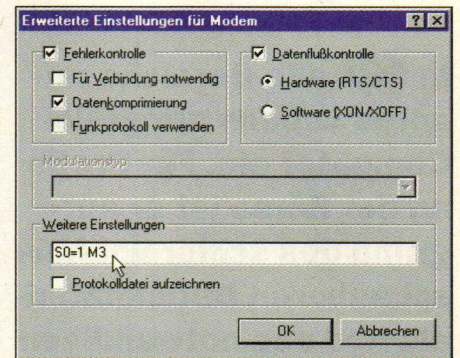 Erweiterte Einstellungen für Modem
Fehlerkontrolle
Für Verbindung notwendig
Datenkomprimierung
Funkprotokoll verwenden
Datenflußkontrolle
Hardware (RTS/CTS)
Software (XON/XOFF)
Modulationstyp
Weitere Einstellungen
S0=1 M3
Protokolldatei aufzeichnen
OK
Abbrechen